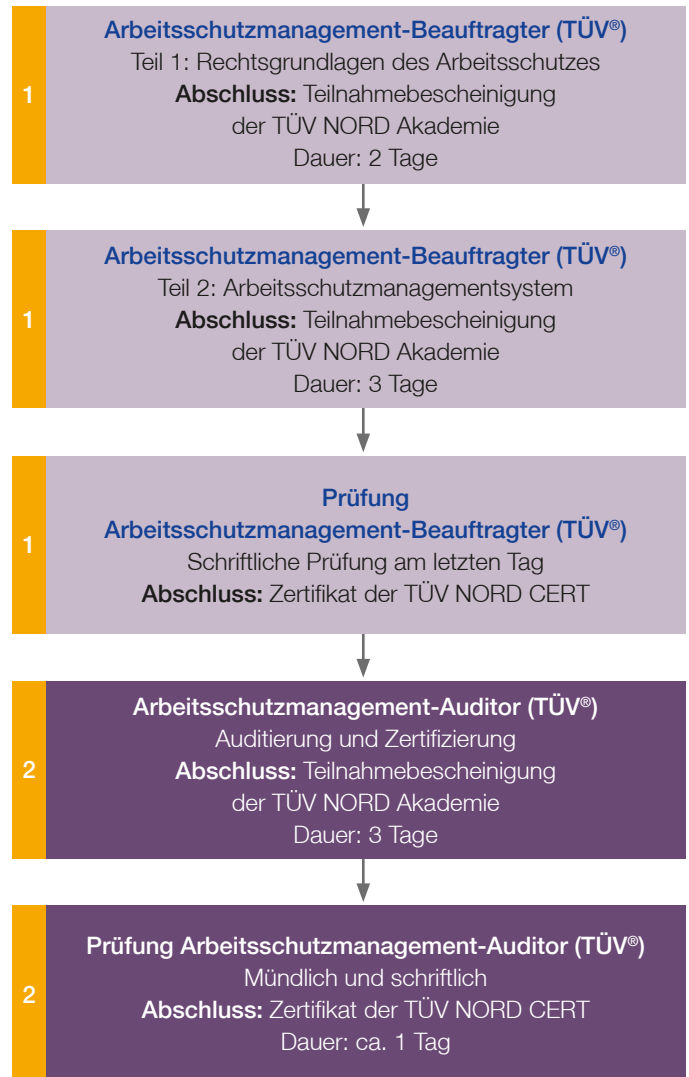 1
Arbeitsschutzmanagement-Beauftragter (TÜV®)
Teil 1: Rechtsgrundlagen des Arbeitsschutzes
Abschluss: Teilnahmebescheinigung
der TÜV NORD Akademie
Dauer: 2 Tage
1
Arbeitsschutzmanagement-Beauftragter (TÜV®)
Teil 2: Arbeitsschutzmanagementsystem
Abschluss: Teilnahmebescheinigung
der TÜV NORD Akademie
Dauer: 3 Tage
1
Prüfung
Arbeitsschutzmanagement-Beauftragter (TÜV®)
Schriftliche Prüfung am letzten Tag
Abschluss: Zertifikat der TÜV NORD CERT
2
Arbeitsschutzmanagement-Auditor (TÜV®)
Auditierung und Zertifizierung
Abschluss: Teilnahmebescheinigung
der TÜV NORD Akademie
Dauer: 3 Tage
2
Prüfung Arbeitsschutzmanagement-Auditor (TÜV®)
Mündlich und schriftlich
Abschluss: Zertifikat der TÜV NORD CERT
Dauer: ca. 1 Tag